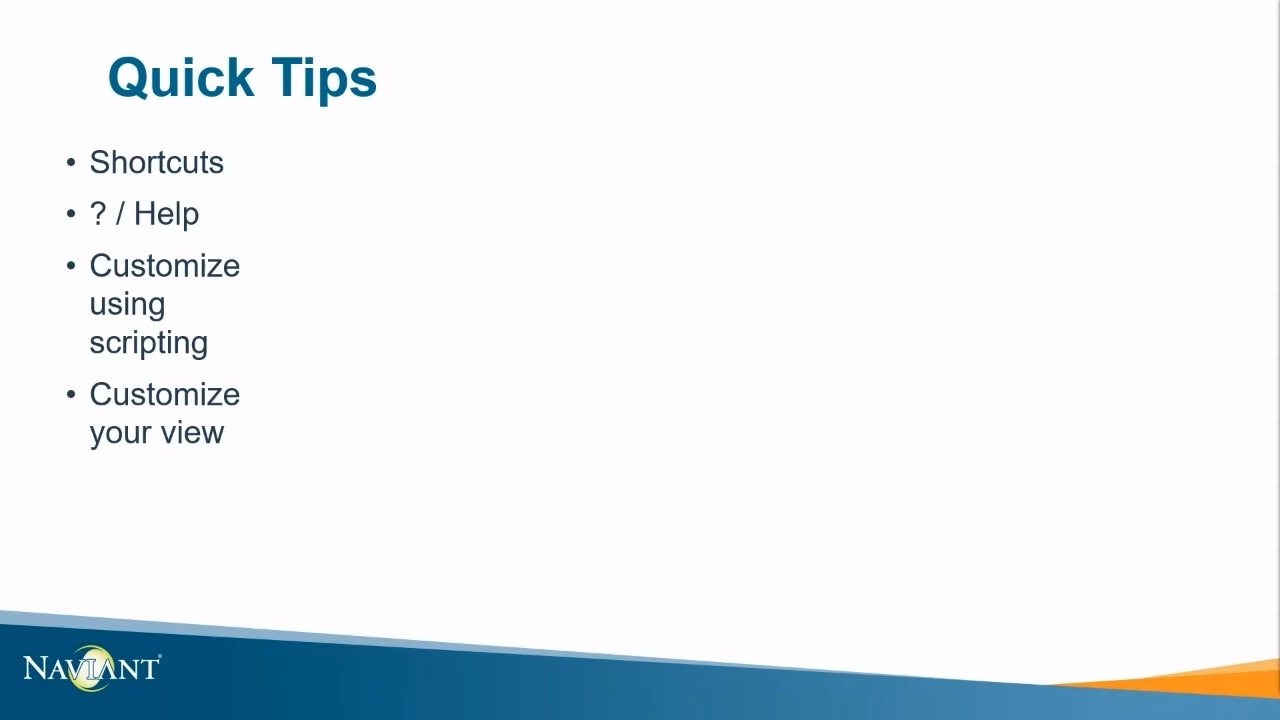 Quick Tips
• Shortcuts
• ? / Help
• Customize
using
scripting
• Customize
your view
NAVIANT®